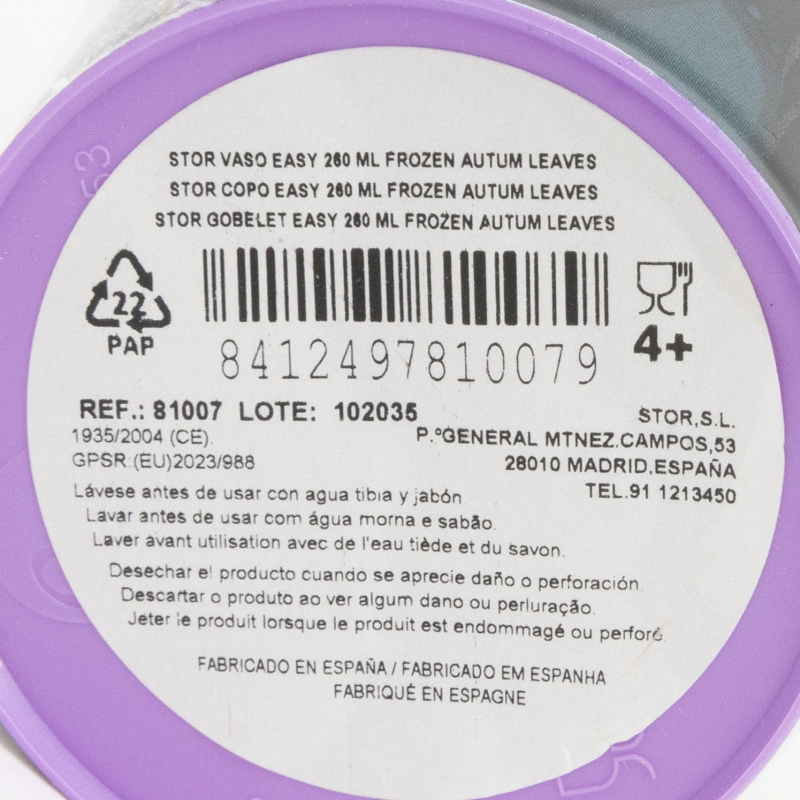 STOR VASO EASY 260 ML FROZEN AUTUM LEAVES
STOR COPO EASY 260 ML FROZEN AUTUM LEAVES
STOR GOBELET EASY 260 ML FROZEN AUTUM LEAVES
22
PAP
8412497810079
4+
REF.: 81007 LOTE: 102035
1935/2004 (CE).
GPSR:(EU)2023/988
STOR,S.L.
P.ºGENERAL MTNEZ.CAMPOS,53
28010 MADRID,ESPAÑA
TEL.91 1213450
Lávese antes de usar con agua tibia y jabón
Lavar antes de usar com água morna e sabão.
Laver avant utilisation avec de l'eau tiède et du savon.
Desechar el producto cuando se aprecie daño o perforación.
Descartar o produto ao ver algum dano ou perfuração.
Jeter le produit lorsque le produit est endommagé ou perforé.
FABRICADO EN ESPAÑA / FABRICADO EM ESPANHA
FABRIQUÉ EN ESPAGNE
53